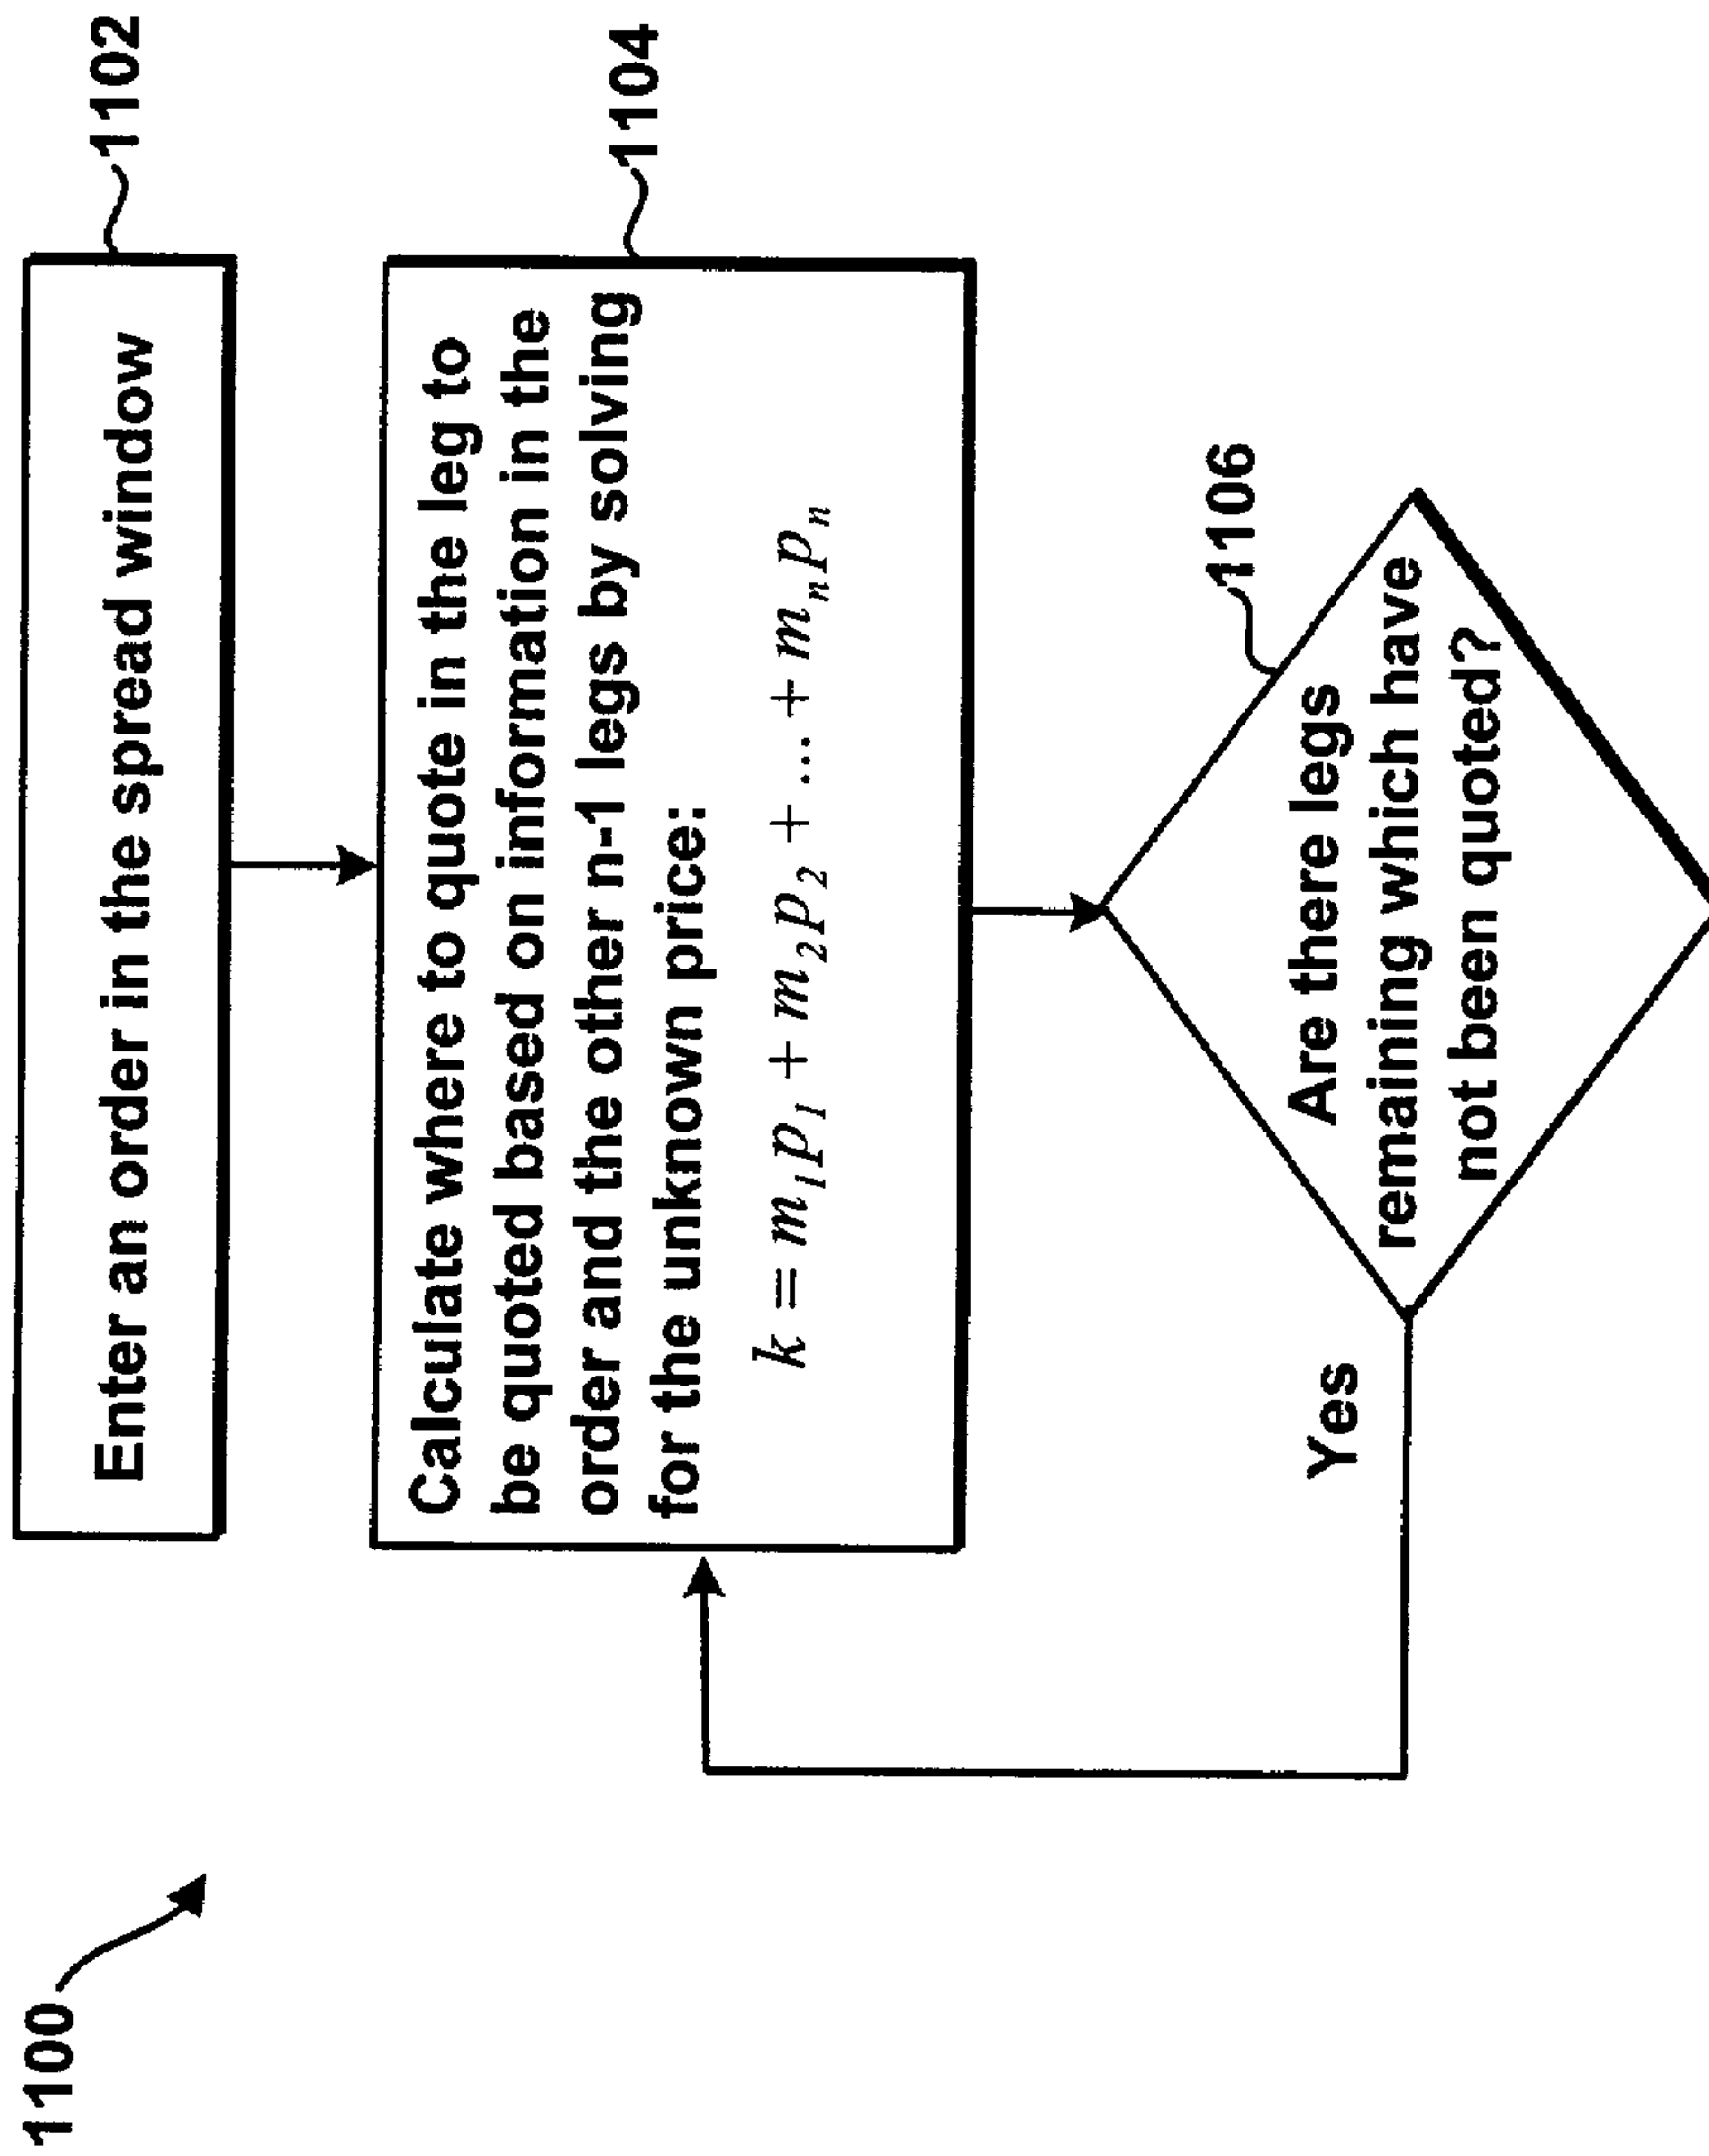 1100
Enter an order in the spread window
1102
Calculate where to quote in the leg to
be quoted based on information in the
order and the other n-1 legs by solving
for the unknown price:
k = m₁p₁ + m₂p₂ + ... + mₙpₙ
1104
Are there legs
remaining which have
not been quoted?
1106
Yes